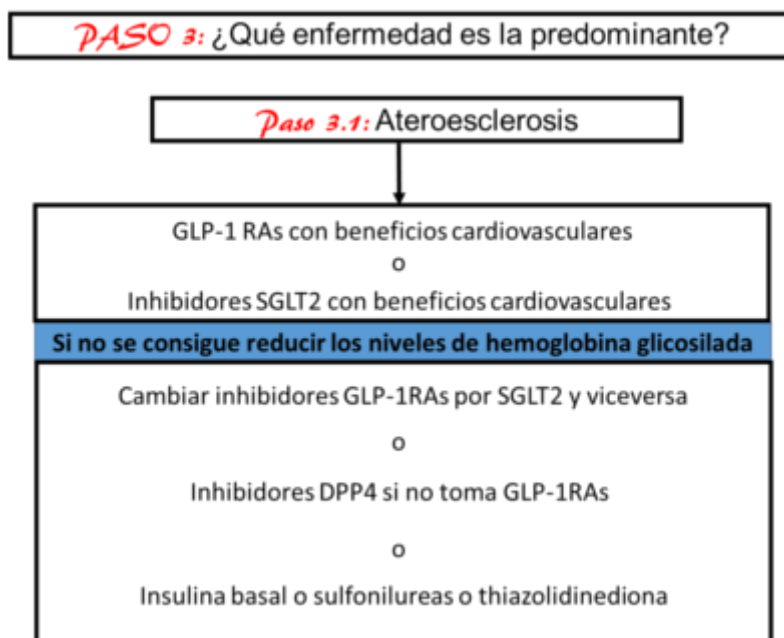 PASO 3: ¿Qué enfermedad es la predominante?
Paso 3.1: Ateroesclerosis
GLP-1 RAs con beneficios cardiovasculares
o
Inhibidores SGLT2 con beneficios cardiovasculares
Si no se consigue reducir los niveles de hemoglobina glicosilada
Cambiar inhibidores GLP-1RAs por SGLT2 y viceversa
o
Inhibidores DPP4 si no toma GLP-1RAs
o
Insulina basal o sulfonilureas o thiazolidinediona